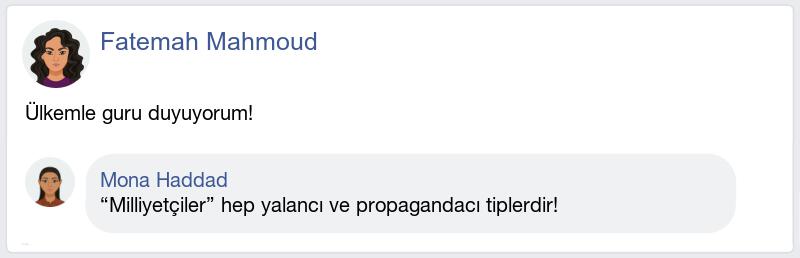 Fatemah Mahmoud
Ülkemle guru duyuyorum!
Mona Haddad
“Milliyetçiler” hep yalancı ve propagandacı tiplerdir!